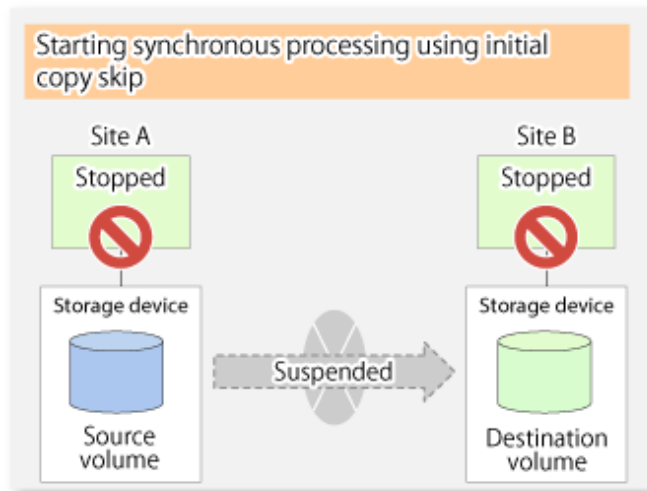 Starting synchronous processing using initial
copy skip
Site A
Site B
Stopped
Stopped
Storage device
Storage device
Suspended
Source
volume
Destination
volume